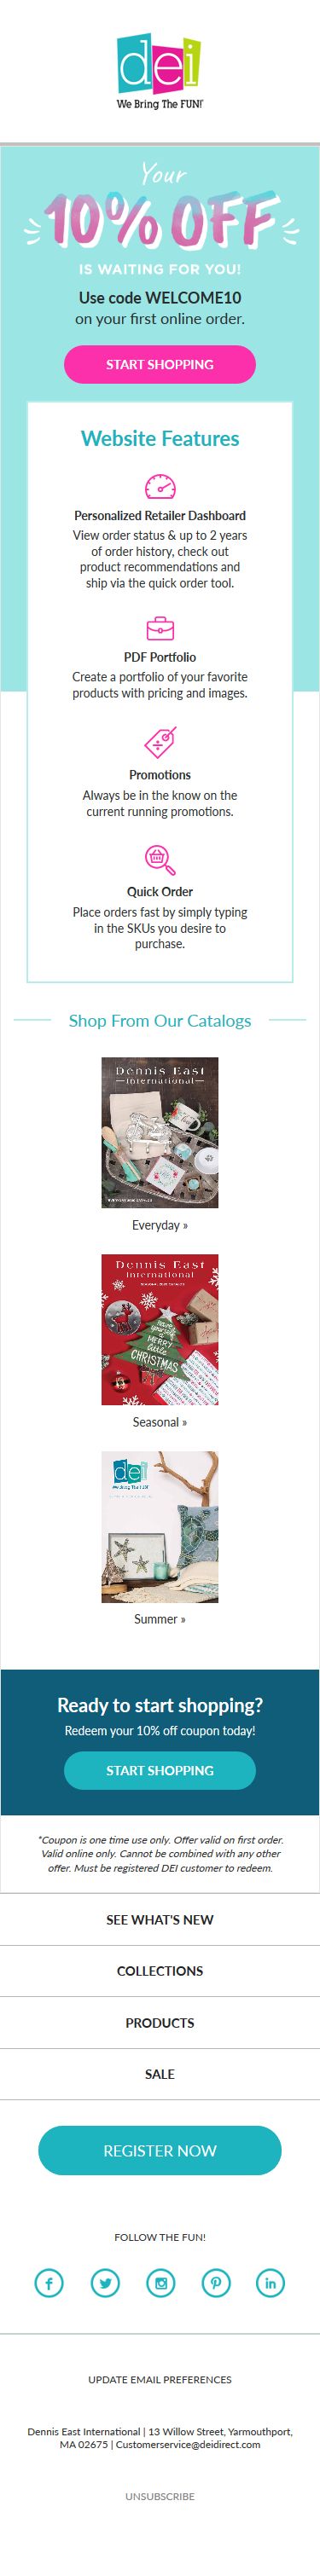 dei
We Bring The FUN!
Your
10% OFF
IS WAITING FOR YOU!
Use code WELCOME10
on your first online order.
START SHOPPING
Website Features
Personalized Retailer Dashboard
View order status & up to 2 years
of order history, check out
product recommendations and
ship via the quick order tool.
PDF Portfolio
Create a portfolio of your favorite
products with pricing and images.
Promotions
Always be in the know on the
current running promotions.
Quick Order
Place orders fast by simply typing
in the SKUs you desire to
purchase.
Shop From Our Catalogs
Dennis East
International
Everyday »
Dennis East
International
HAVE
yourself
A
MERRY
little
CHRISTMAS
Seasonal »
dei
We Bring The FUN!
Summer »
Ready to start shopping?
Redeem your 10% off coupon today!
START SHOPPING
*Coupon is one time use only. Offer valid on first order.
Valid online only. Cannot be combined with any other
offer. Must be registered DEI customer to redeem.
SEE WHAT'S NEW
COLLECTIONS
PRODUCTS
SALE
REGISTER NOW
FOLLOW THE FUN!
UPDATE EMAIL PREFERENCES
Dennis East International | 13 Willow Street, Yarmouthport,
MA 02675 | Customerservice@deidirect.com
UNSUBSCRIBE